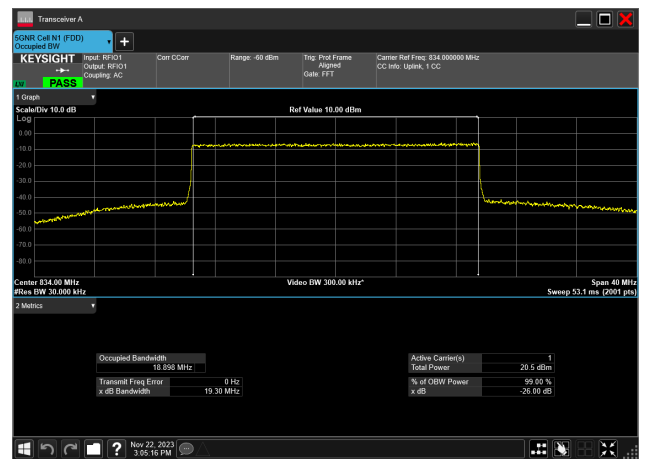 Transceiver A
5GNR Cell N1 (FDD)
Occupied BW
KEYSIGHT
PASS
Input: RFIO1
Output: RFIO1
Coupling: AC
Corr CCorr
Range: -60 dBm
Trig: Prot Frame
Aligned
Gate: FFT
Carrier Ref Freq: 834.000000 MHz
CC Info: Uplink, 1 CC
1 Graph
Scale/Div 10.0 dB
Ref Value 10.00 dBm
Log
0.00
-10.0
-20.0
-30.0
-40.0
-50.0
-60.0
-70.0
-80.0
Center 834.00 MHz
Video BW 300.00 kHz*
Span 40 MHz
#Res BW 30.000 kHz
Sweep 53.1 ms (2001 pts)
2 Metrics
Occupied Bandwidth
18.898 MHz
Active Carrier(s) 1
Total Power 20.5 dBm
Transmit Freq Error 0 Hz
x dB Bandwidth 19.30 MHz
% of OBW Power 99.00 %
x dB -26.00 dB
Nov 22, 2023
3:05:16 PM